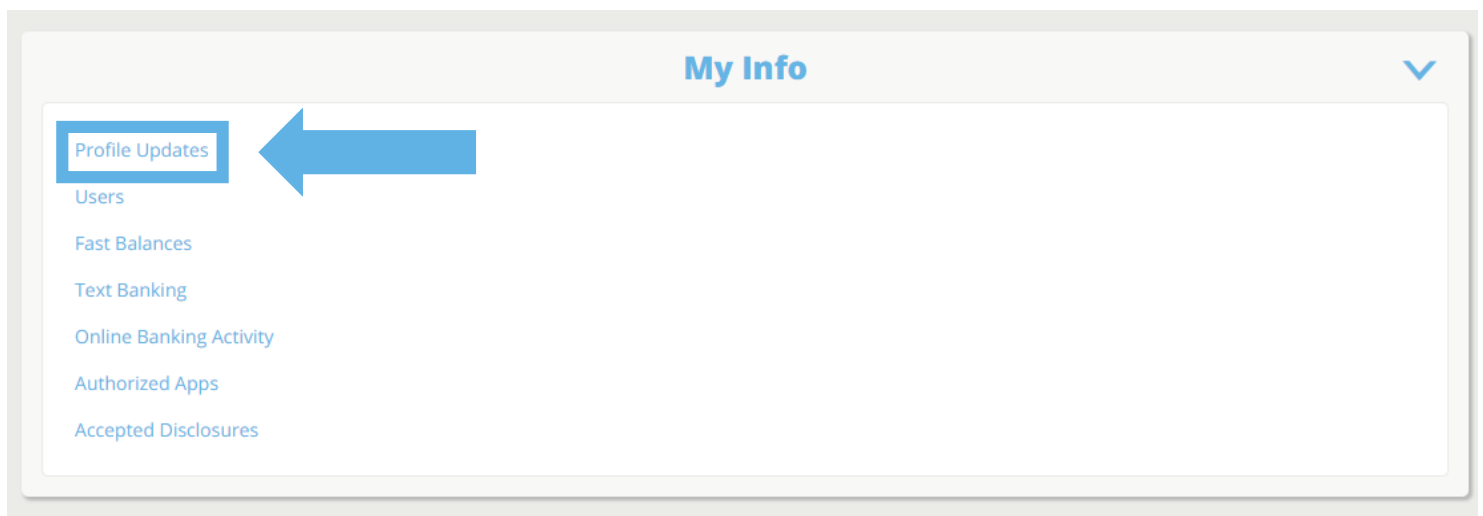 My Info
Profile Updates
Users
Fast Balances
Text Banking
Online Banking Activity
Authorized Apps
Accepted Disclosures